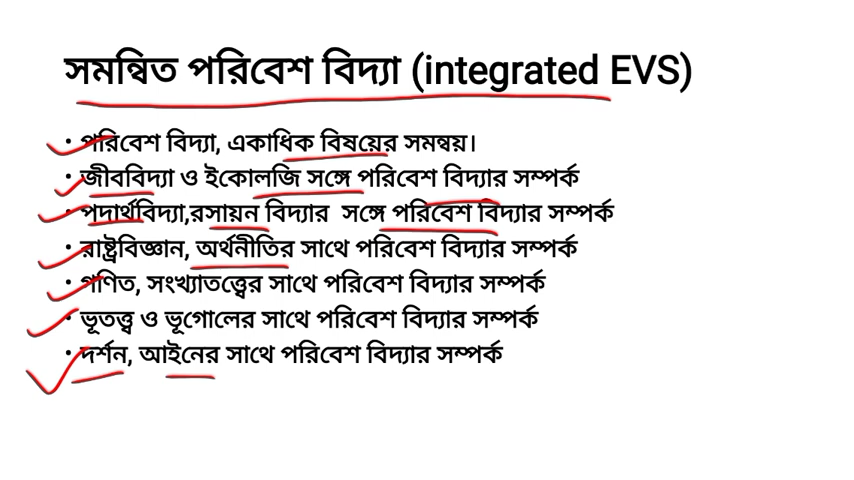 সমন্বিত পরিবেশ বিদ্যা (integrated EVS)
• পরিবেশ বিদ্যা, একাধিক বিষয়ের সমন্বয়।
• জীববিদ্যা ও ইকোলজি সঙ্গে পরিবেশ বিদ্যার সম্পর্ক
• পদার্থবিদ্যা,রসায়ন বিদ্যার সঙ্গে পরিবেশ বিদ্যার সম্পর্ক
• রাষ্ট্রবিজ্ঞান, অর্থনীতির সাথে পরিবেশ বিদ্যার সম্পর্ক
• গণিত, সংখ্যাতত্ত্বের সাথে পরিবেশ বিদ্যার সম্পর্ক
• ভূতত্ত্ব ও ভূগোলের সাথে পরিবেশ বিদ্যার সম্পর্ক
• দর্শন, আইনের সাথে পরিবেশ বিদ্যার সম্পর্ক